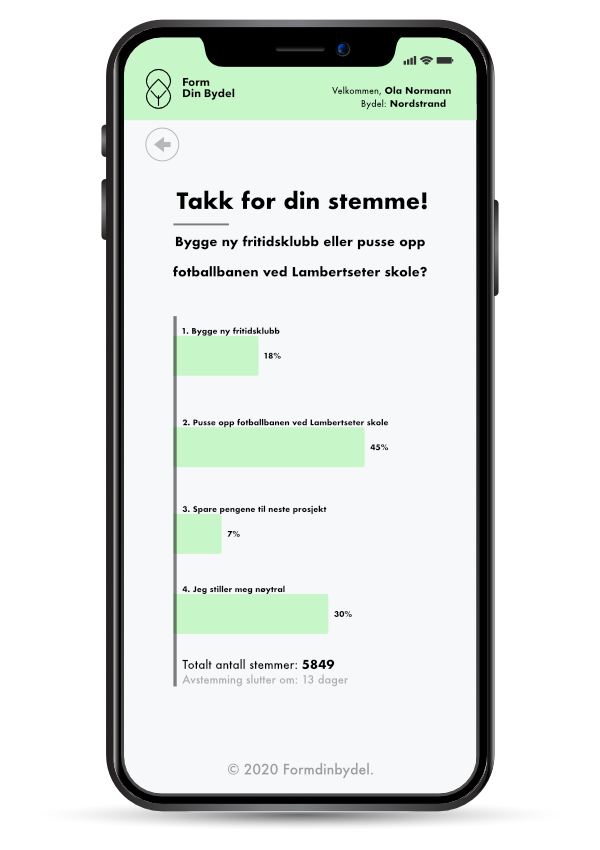 Form
Din Bydel
Velkommen, Ola Normann
Bydel: Nordstrand
Takk for din stemme!
Bygge ny fritidsklubb eller pusse opp
fotballbanen ved Lambertseter skole?
1. Bygge ny fritidsklubb
18%
2. Pusse opp fotballbanen ved Lambertseter skole
45%
3. Spare pengene til neste prosjekt
7%
4. Jeg stiller meg nøytral
30%
Totalt antall stemmer: 5849
Avstemming slutter om: 13 dager
© 2020 Formdinbydel.